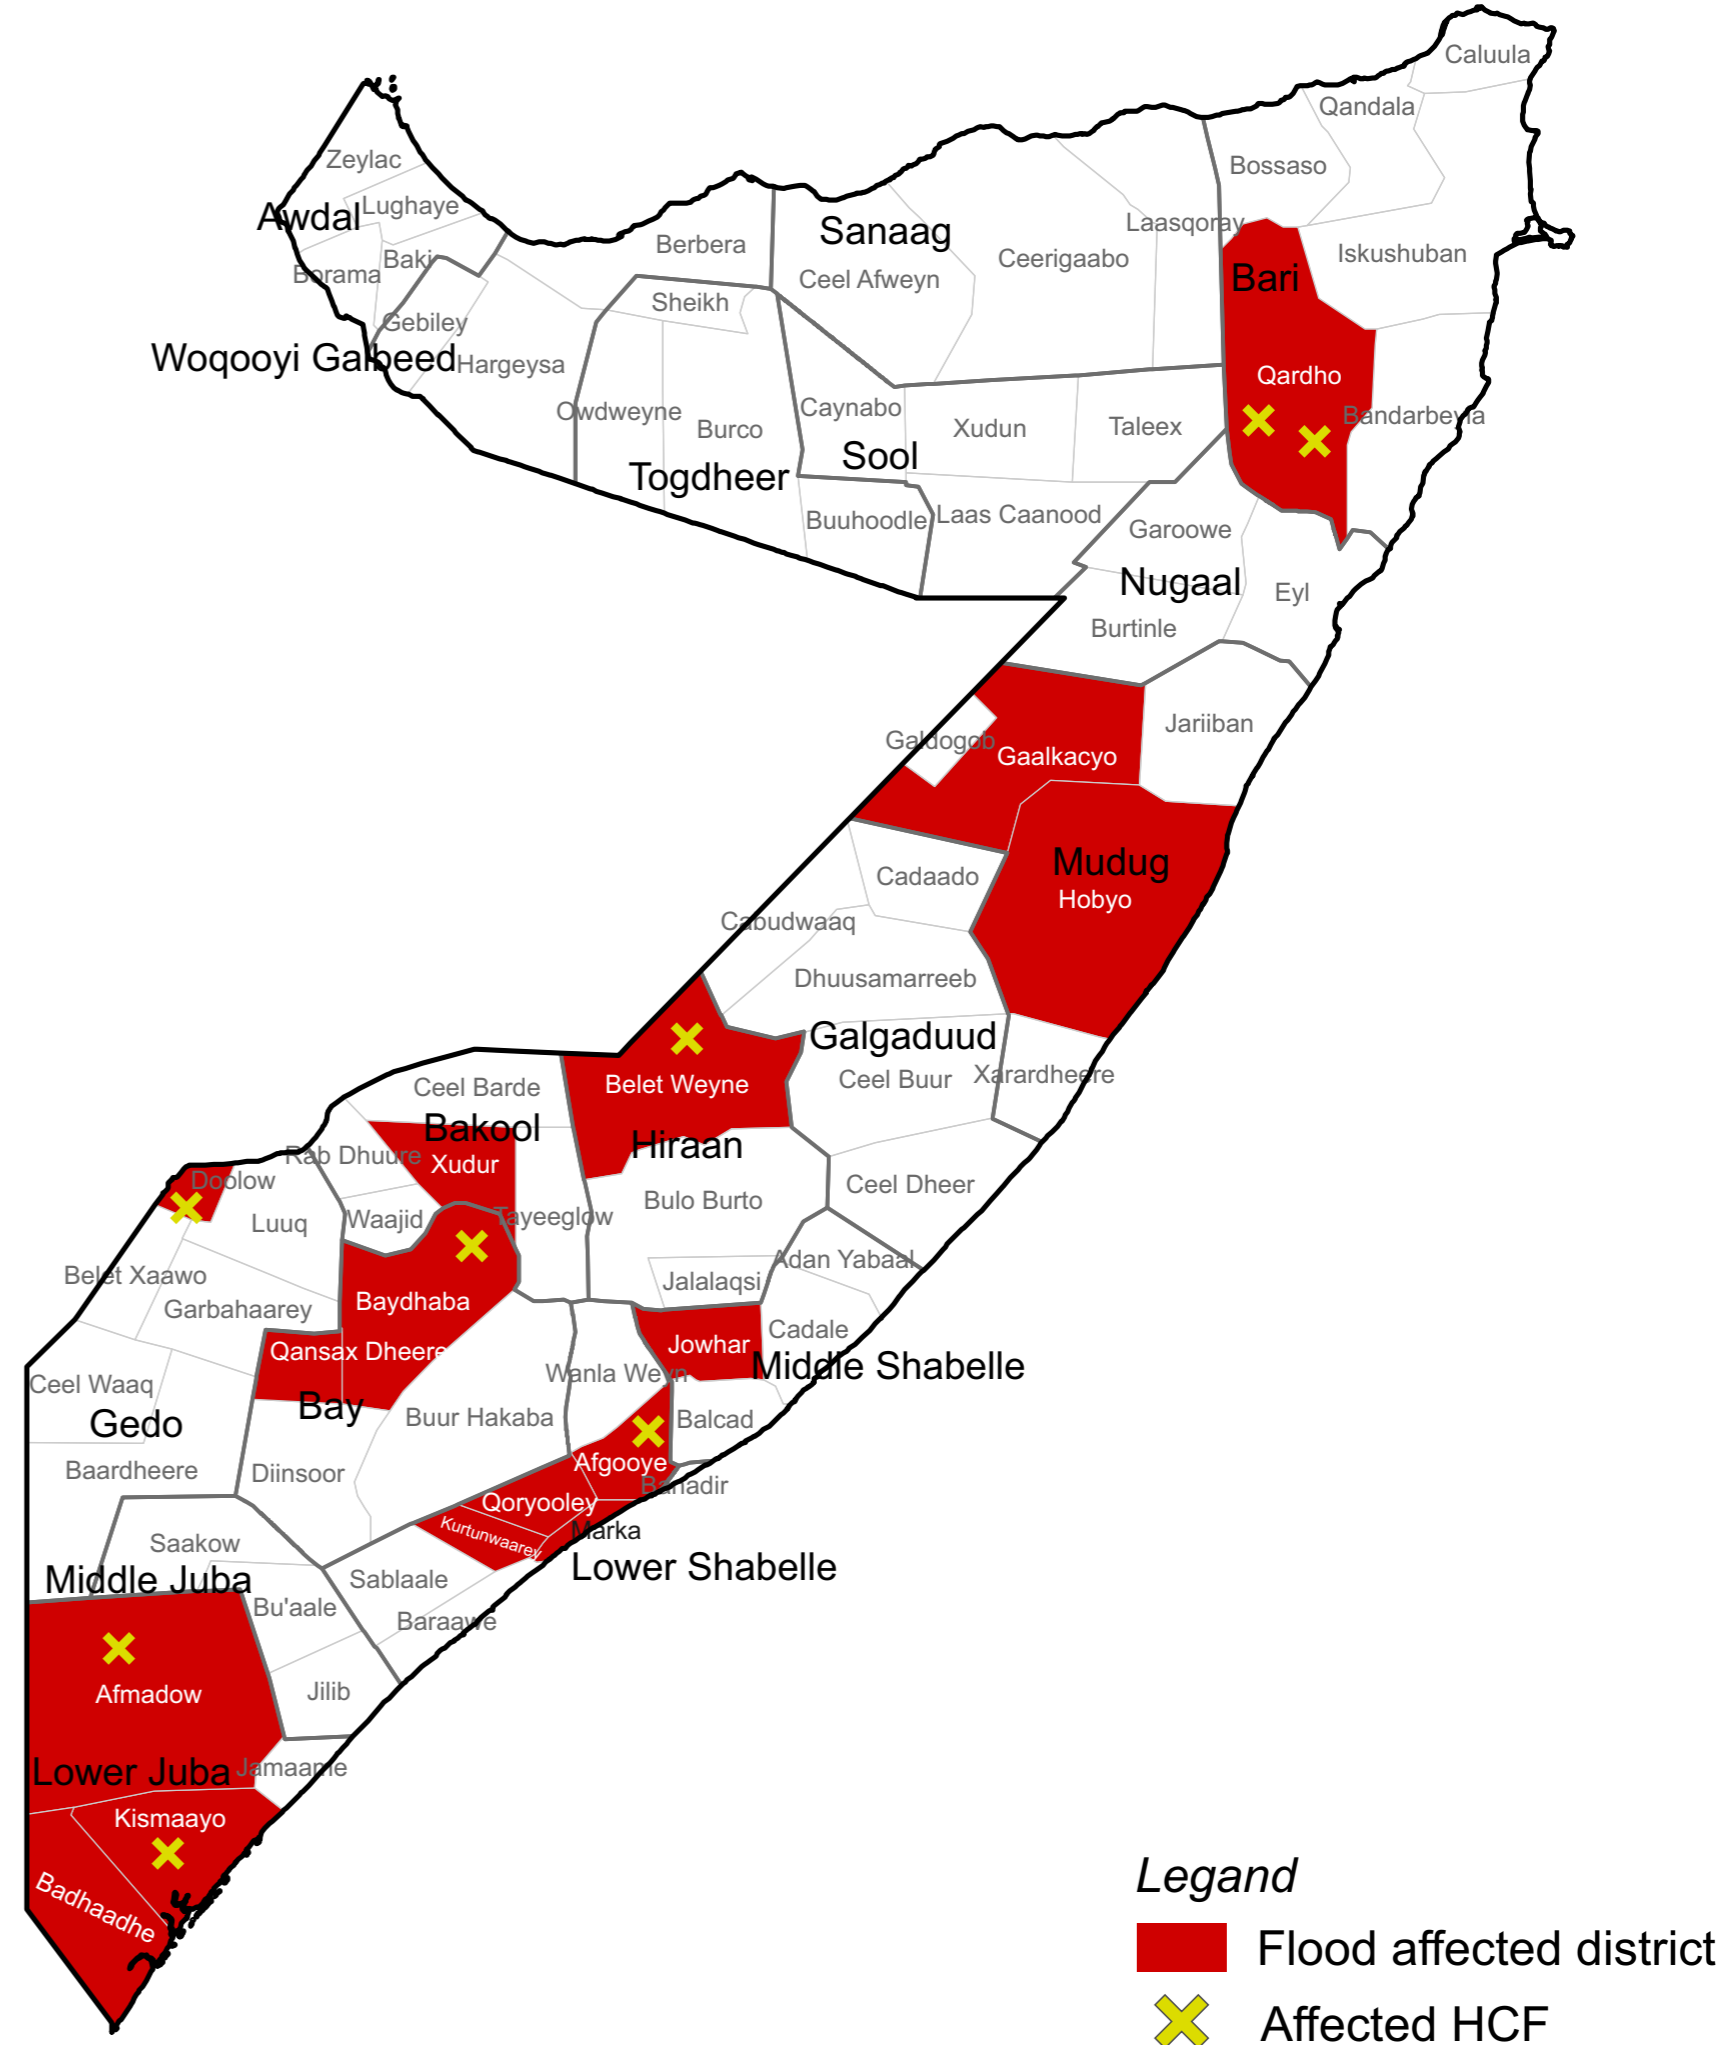 Caluula
Qandala
Zeylac
Bossaso
Lughaye
Awdal
Laasqoray
Sanaag
Berbera
Iskushuban
Baki
Ceerigaabo
Borama
Bari
Ceel Afweyn
Sheikh
Gebiley
Woqooyi Galbeed
Hargeysa
Qardho
Owdweyne
Caynabo
Bandarbeyla
Burco
Xudun
Taleex
Sool
Togdheer
Buuhoodle
Laas Caanood
Garoowe
Nugaal
Eyl
Burtinle
Jariiban
Galdogob
Gaalkacyo
Mudug
Cadaado
Hobyo
Cabudwaaq
Dhuusamarreeb
Galgaduud
Ceel Buur
Xarardheere
Belet Weyne
Ceel Barde
Bakool
Hiraan
Rab Dhuure
Xudur
Doolow
Ceel Dheer
Bulo Burto
Luuq
Waajid
Tayeeglow
Adan Yabaal
Belet Xaawo
Jalalaqsi
Garbahaarey
Baydhaba
Cadale
Jowhar
Qansax Dheere
Middle Shabelle
Wanla Weyn
Ceel Waaq
Bay
Gedo
Buur Hakaba
Balcad
Afgooye
Baardheere
Diinsoor
Banadir
Qoryooley
Marka
Kurtunwaarey
Saakow
Lower Shabelle
Middle Juba
Sablaale
Bu'aale
Baraawe
Jilib
Afmadow
Lower Juba
Jamaame
Kismaayo
Badhaadhe
Legand
Flood affected district
Affected HCF